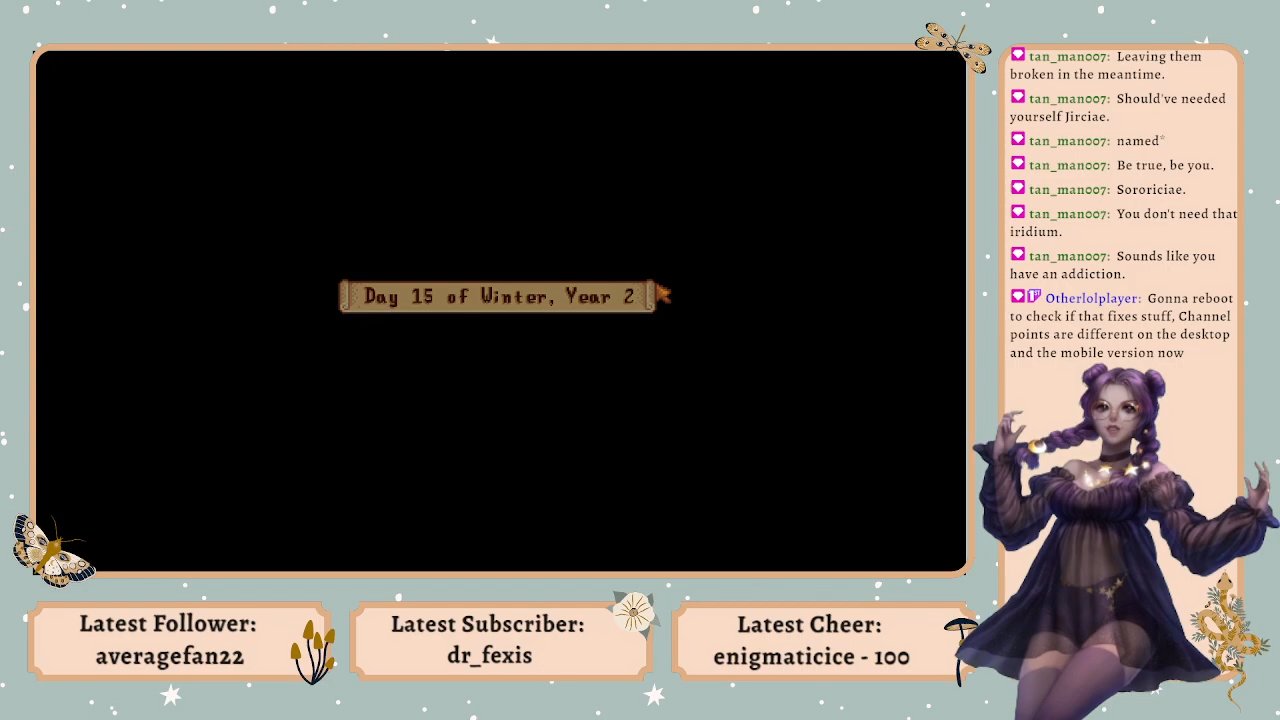 Day 15 of Winter, Year 2
tan_man007: Leaving them
broken in the meantime.
tan_man007: Should've needed
yourself Jirciae.
tan_man007: named*
tan_man007: Be true, be you.
tan_man007: Sororiciae.
tan_man007: You don't need that
iridium.
tan_man007: Sounds like you
have an addiction.
Otherlolplayer: Gonna reboot
to check if that fixes stuff, Channel
points are different on the desktop
and the mobile version now
Latest Follower:
averagefan22
Latest Subscriber:
dr_fexis
Latest Cheer:
enigmaticice - 100